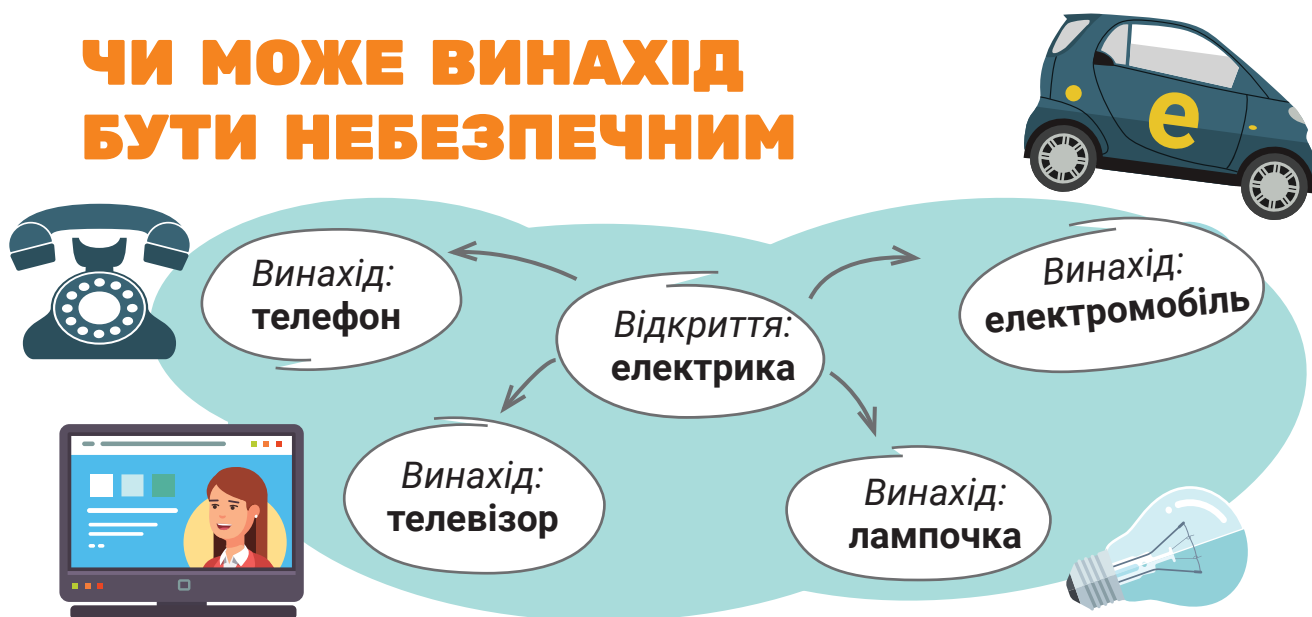 ЧИ МОЖЕ ВИНАХІД
БУТИ НЕБЕЗПЕЧНИМ
e
Винахід:
телефон
Відкриття:
електрика
Винахід:
електромобіль
Винахід:
телевізор
Винахід:
лампочка